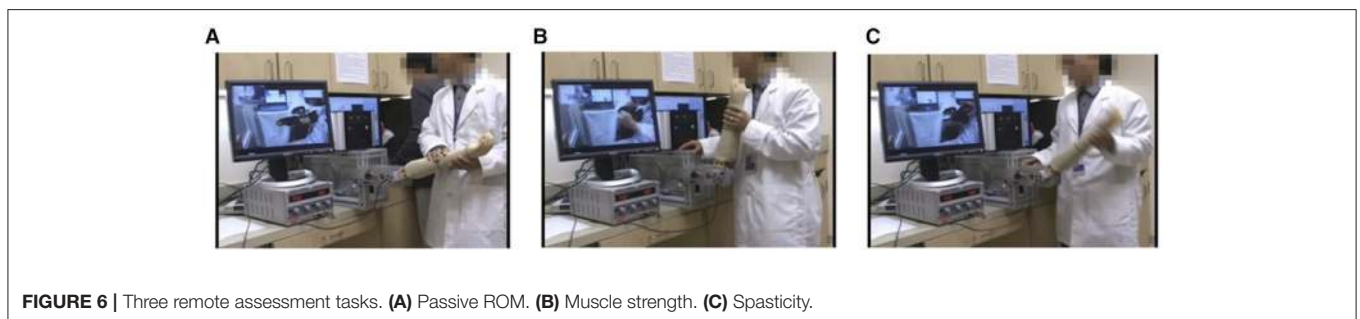 A
B
C
FIGURE 6 | Three remote assessment tasks. (A) Passive ROM. (B) Muscle strength. (C) Spasticity.